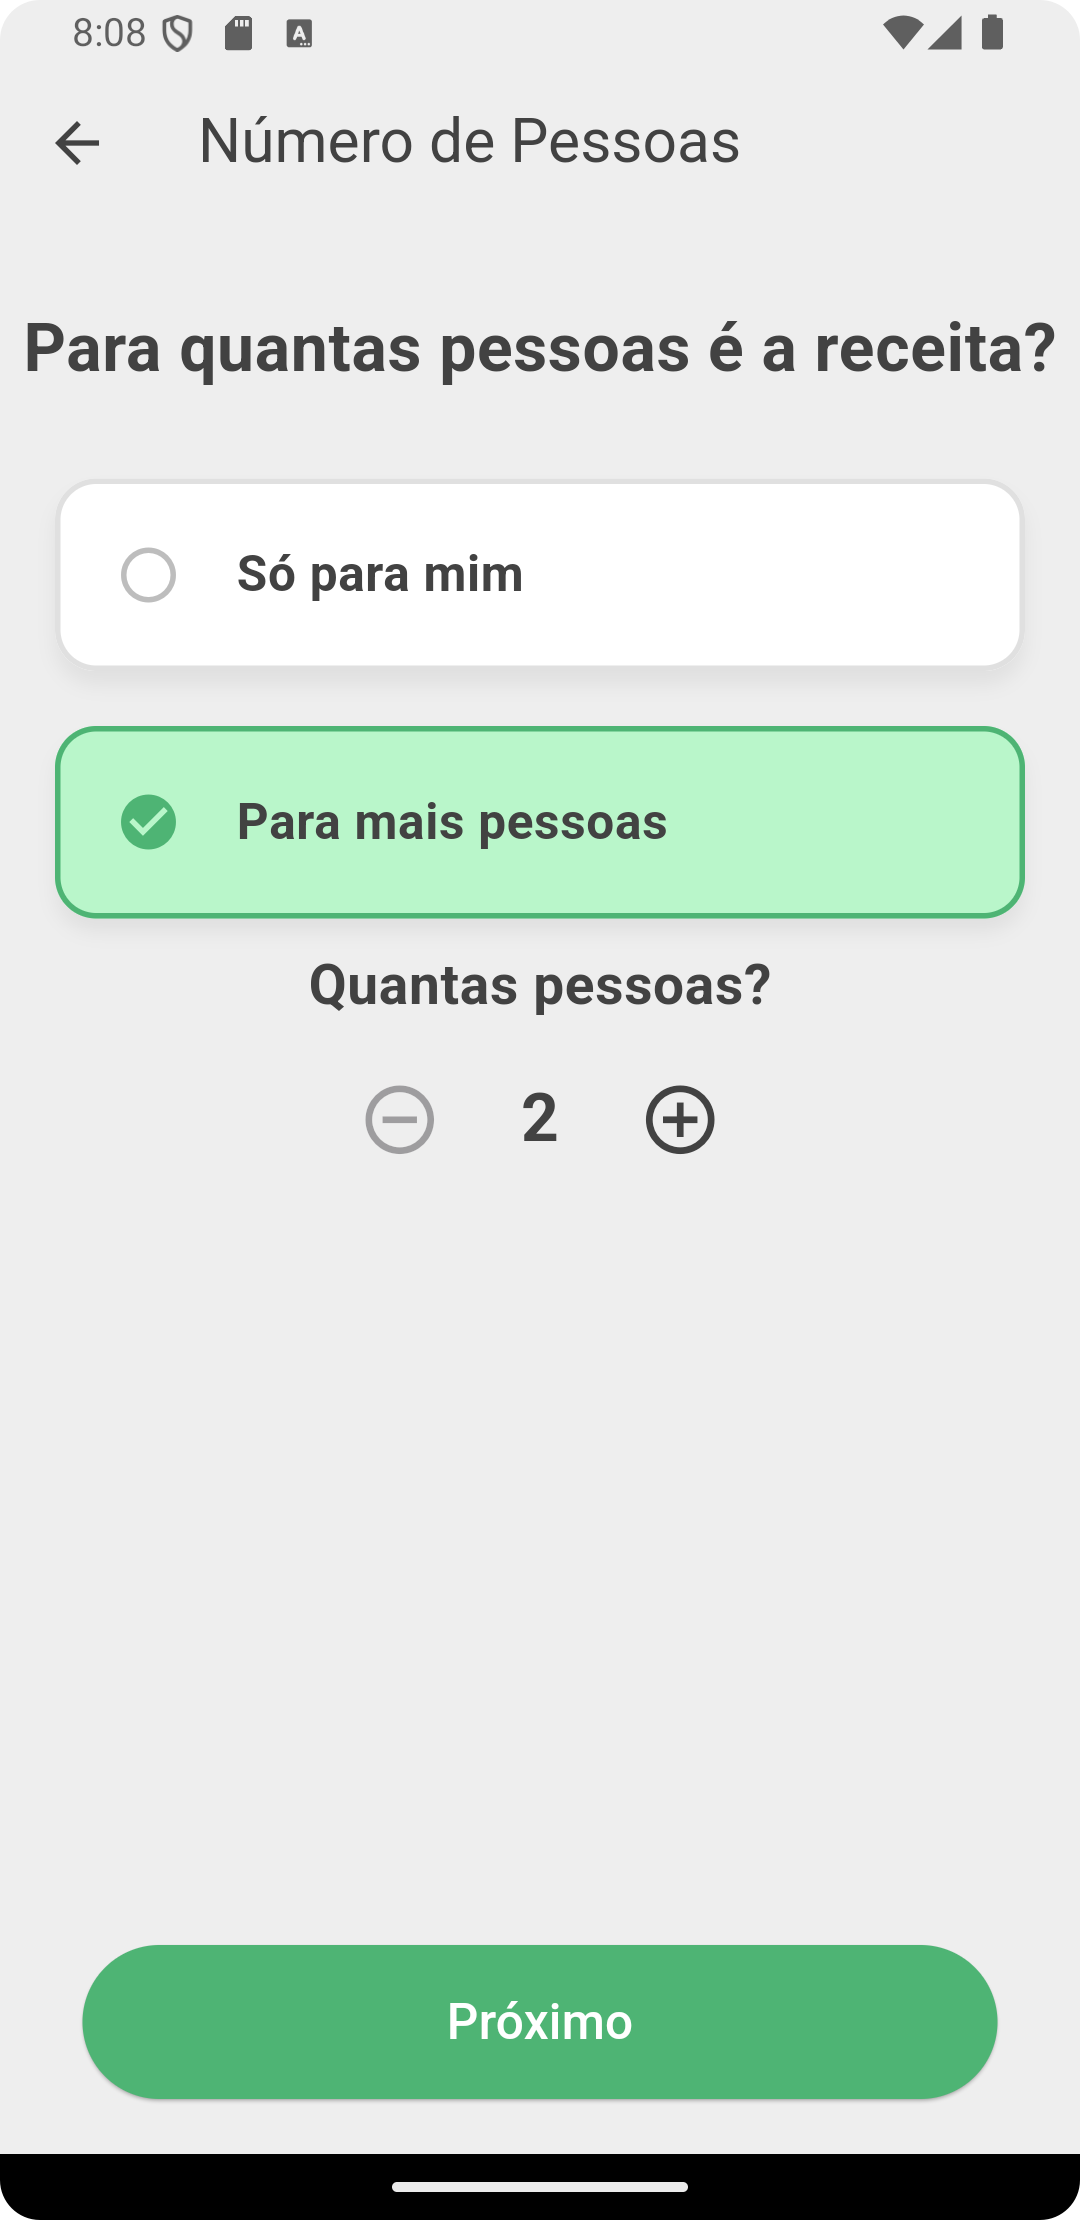 8:08
Número de Pessoas
Para quantas pessoas é a receita?
Só para mim
Para mais pessoas
Quantas pessoas?
2
Próximo